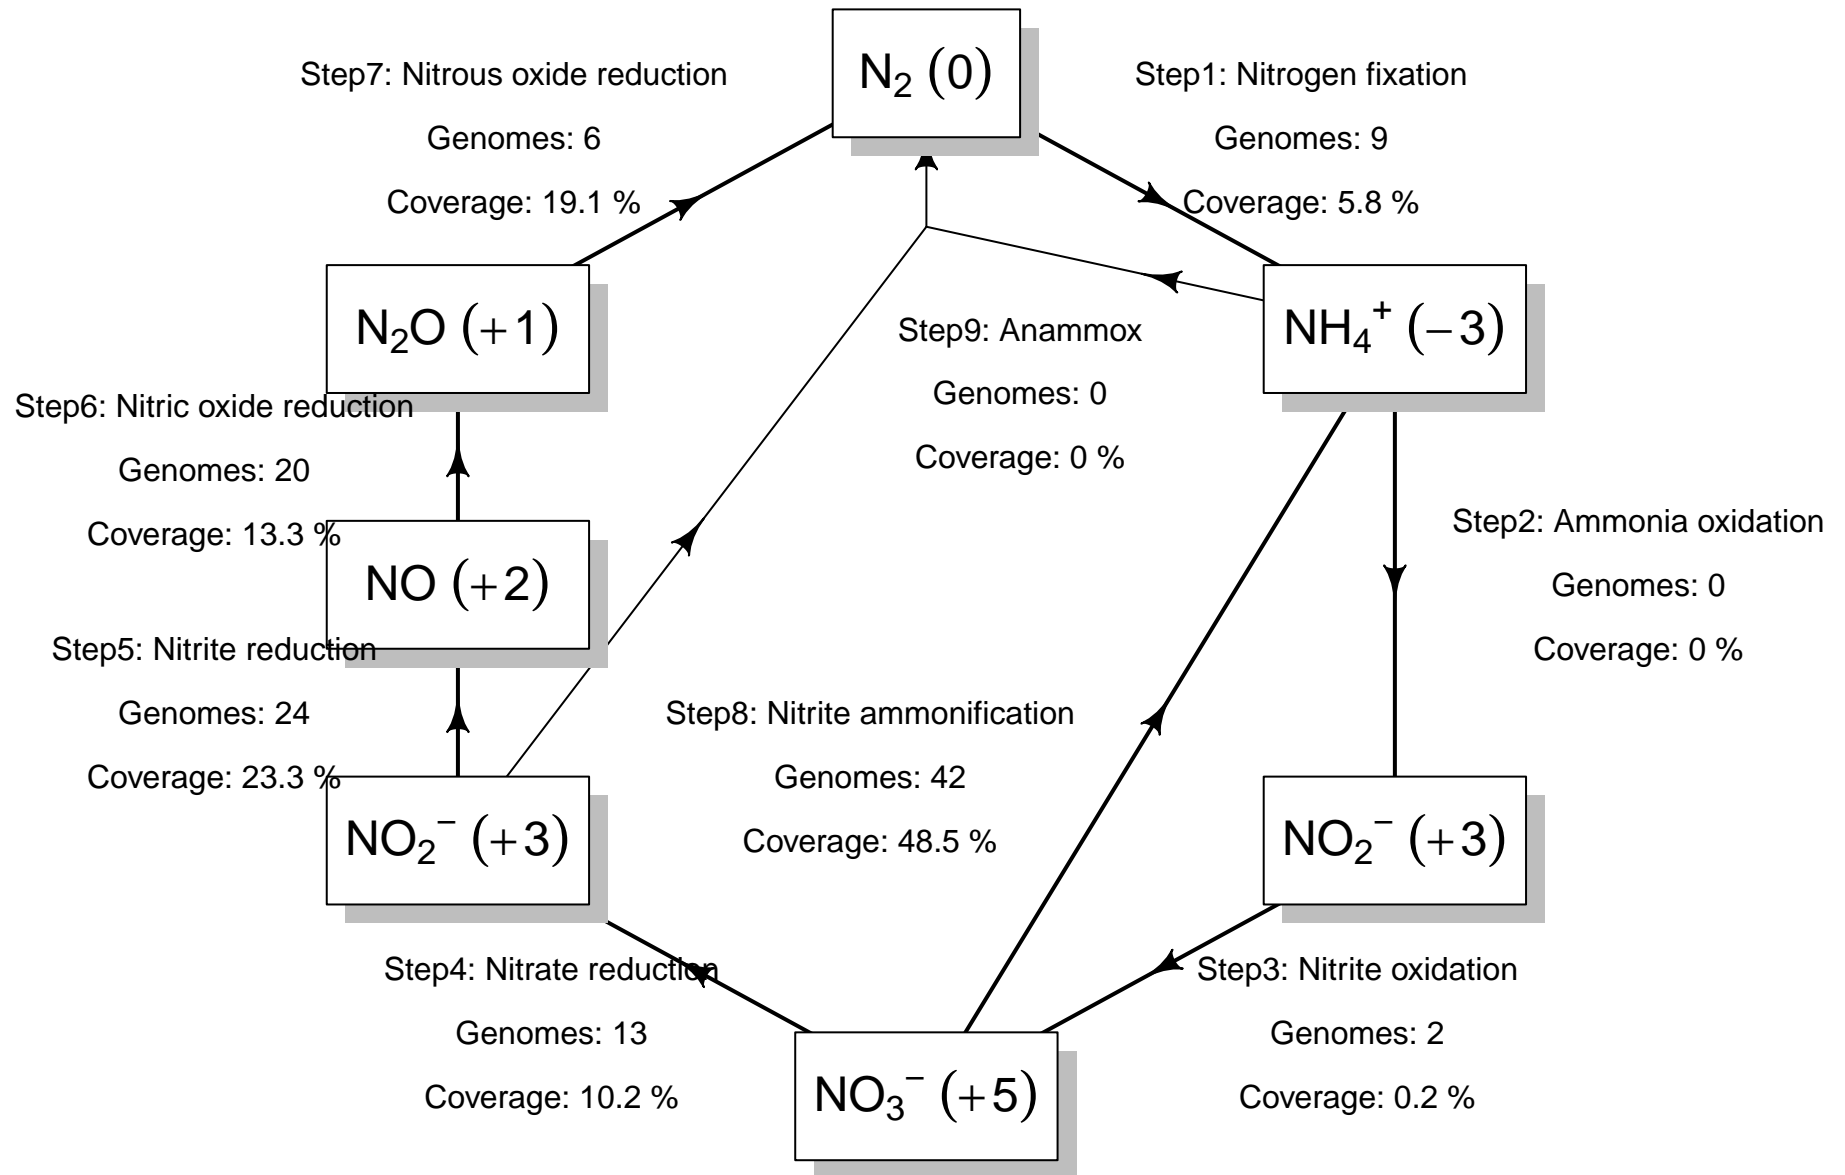 N₂ (0)
Step7: Nitrous oxide reduction
Genomes: 6
Coverage: 19.1 %
Step1: Nitrogen fixation
Genomes: 9
Coverage: 5.8 %
N₂O (+1)
Step9: Anammox
Genomes: 0
Coverage: 0 %
NH₄⁺ (−3)
Step6: Nitric oxide reduction
Genomes: 20
Coverage: 13.3 %
Step2: Ammonia oxidation
Genomes: 0
Coverage: 0 %
NO (+2)
Step5: Nitrite reduction
Genomes: 24
Coverage: 23.3 %
Step8: Nitrite ammonification
Genomes: 42
Coverage: 48.5 %
NO₂⁻ (+3)
NO₂⁻ (+3)
Step4: Nitrate reduction
Genomes: 13
Coverage: 10.2 %
Step3: Nitrite oxidation
Genomes: 2
Coverage: 0.2 %
NO₃⁻ (+5)